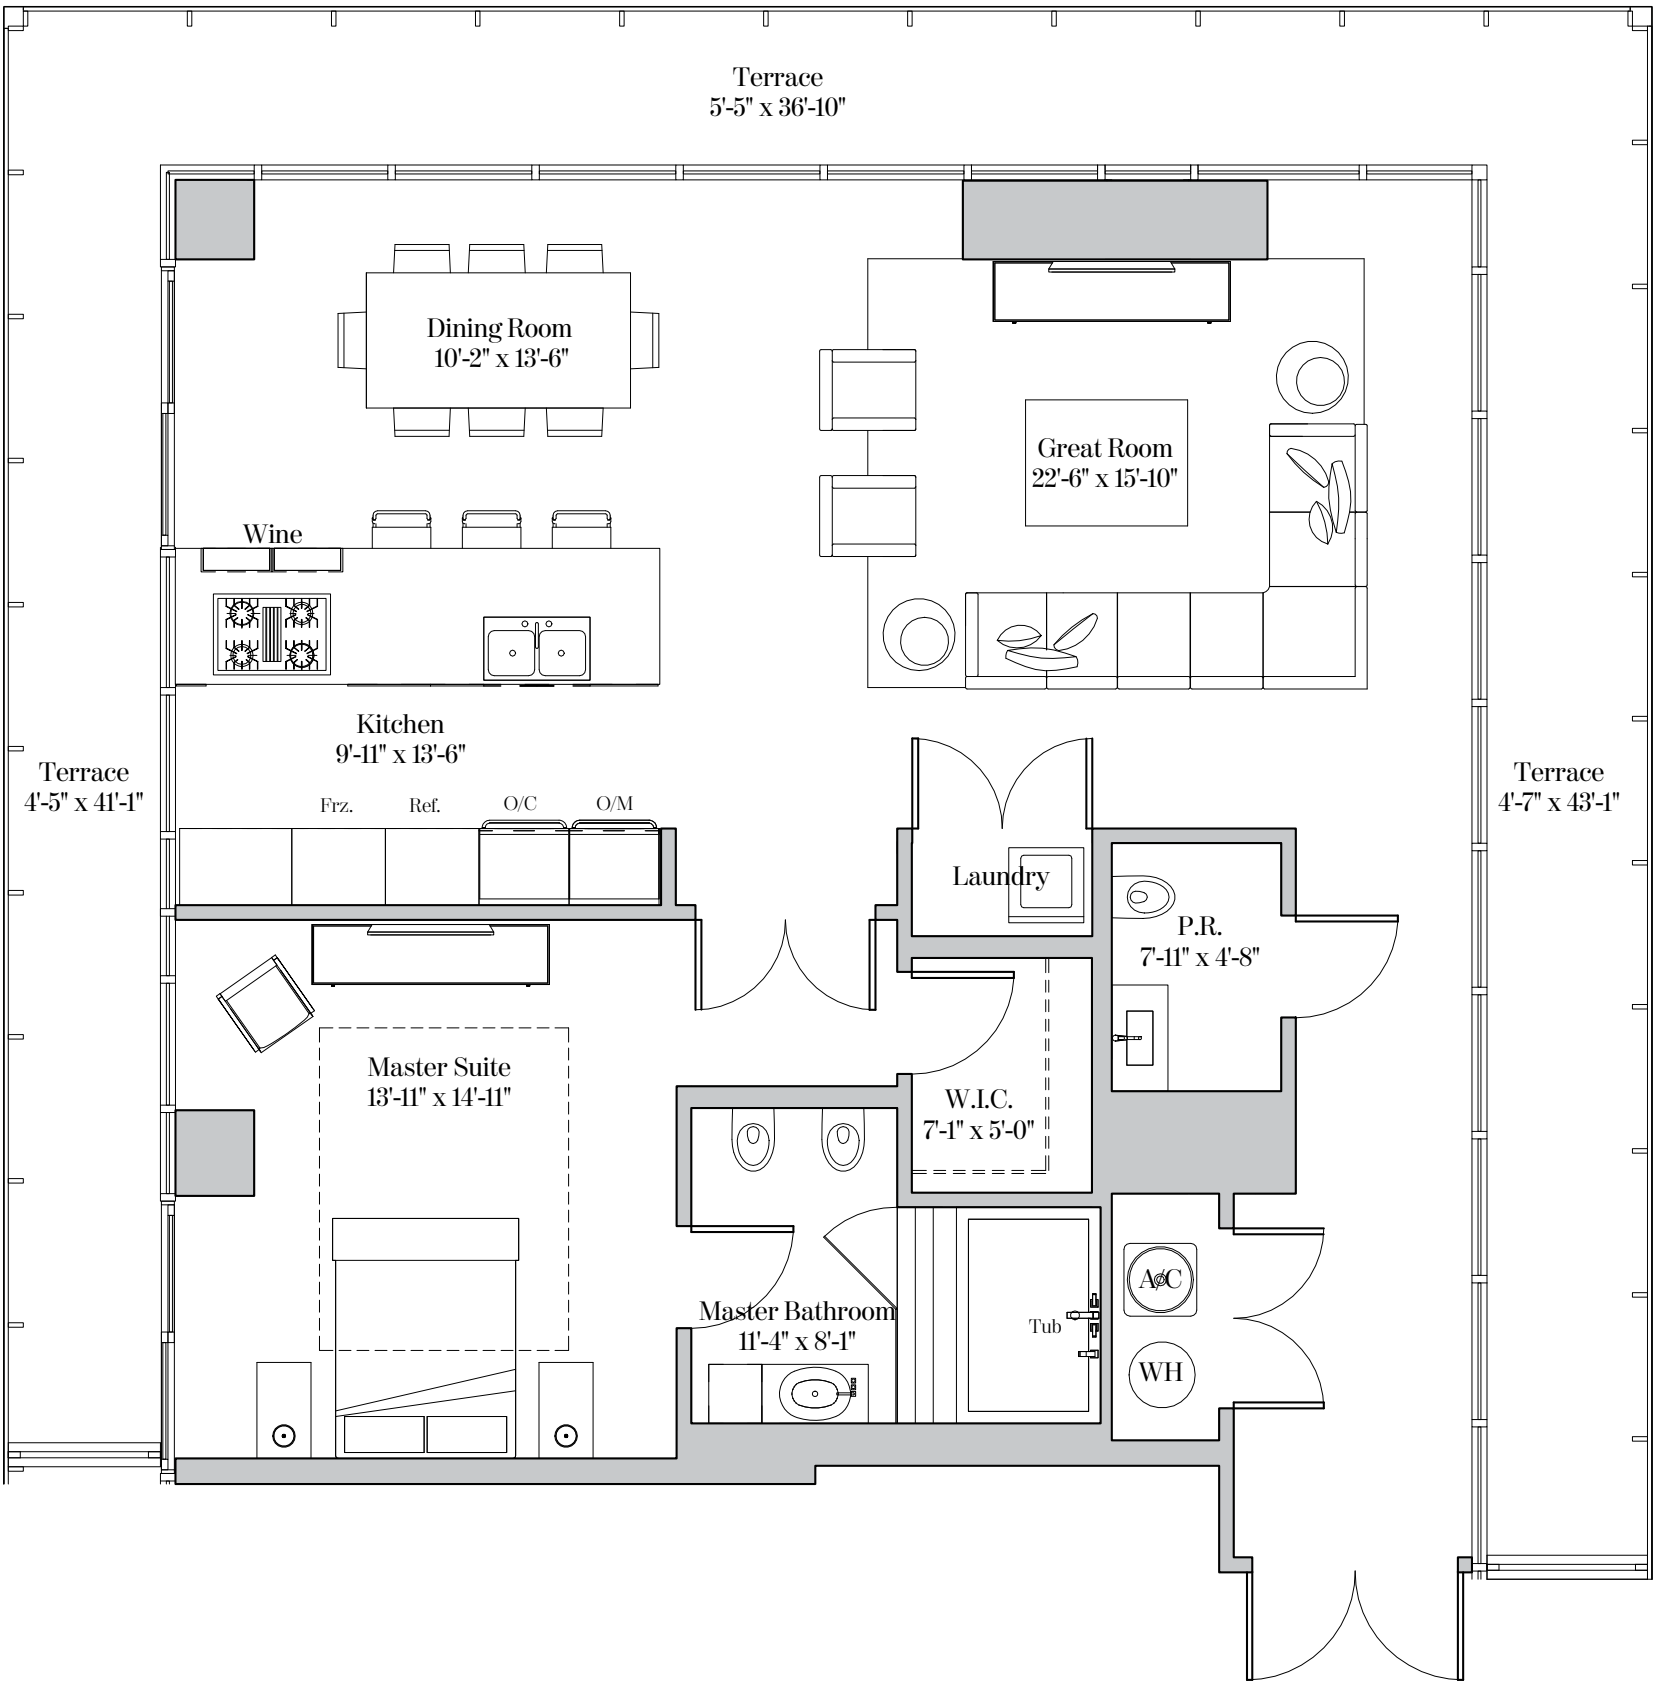 Terrace
5'-5" x 36'-10"
Dining Room
10'-2" x 13'-6"
Great Room
22'-6" x 15'-10"
Wine
Kitchen
9'-11" x 13'-6"
Terrace
4'-5" x 41'-1"
Terrace
4'-7" x 43'-1"
Frz.
Ref.
O/C
O/M
Laundry
P.R.
7'-11" x 4'-8"
Master Suite
13'-11" x 14'-11"
W.I.C.
7'-1" x 5'-0"
A/C
Master Bathroom
11'-4" x 8'-1"
Tub
WH